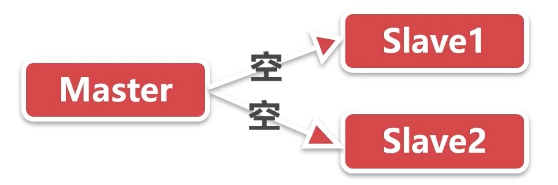 Slave1
空
Master
空
Slave2